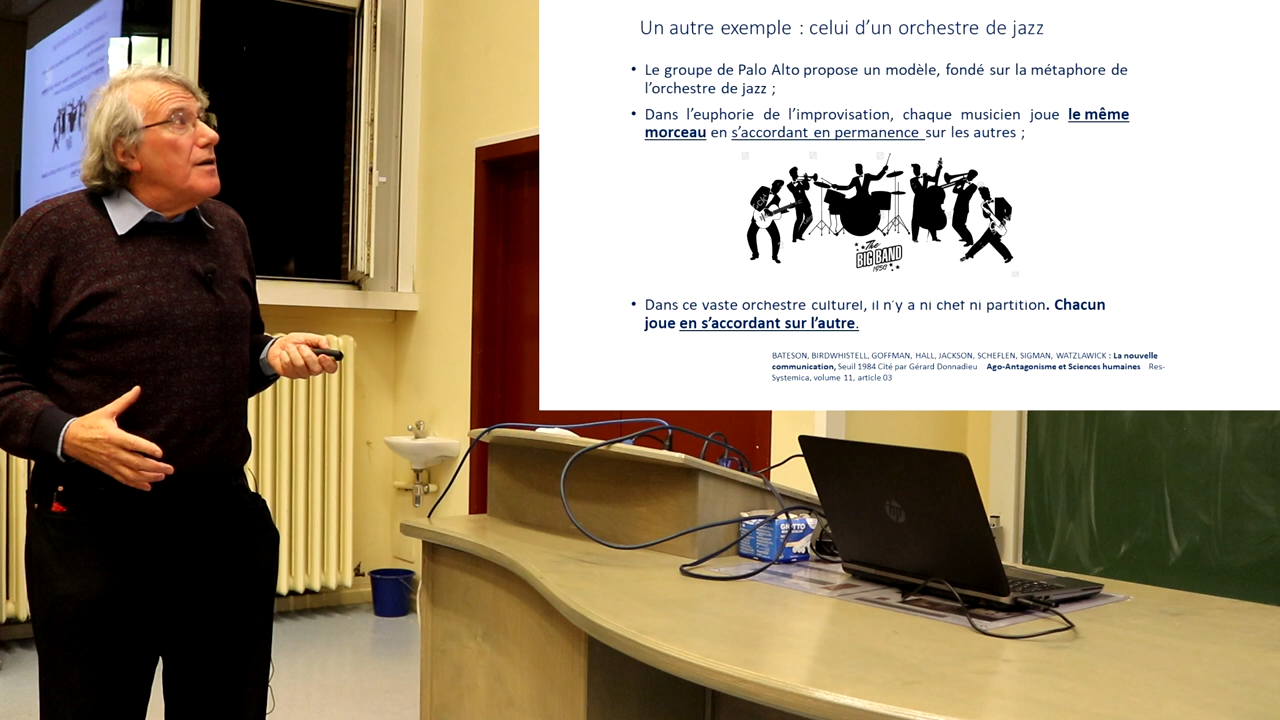 Un autre exemple : celui d'un orchestre de jazz
• Le groupe de Palo Alto propose un modèle, fondé sur la métaphore de
l'orchestre de jazz ;
• Dans l'euphorie de l'improvisation, chaque musicien joue le même
morceau en s'accordant en permanence sur les autres ;
The
BIG BAND
1950
• Dans ce vaste orchestre culturel, il n'y a ni chef ni partition. Chacun
joue en s'accordant sur l'autre.
BATESON, BIRDWHISTELL, GOFFMAN, HALL, JACKSON, SCHEFLEN, SIGMAN, WATZLAWICK : La nouvelle
communication, Seuil 1984 Cité par Gérard Donnadieu Ago-Antagonisme et Sciences humaines Res-
Systemica, volume 11, article 03
hp